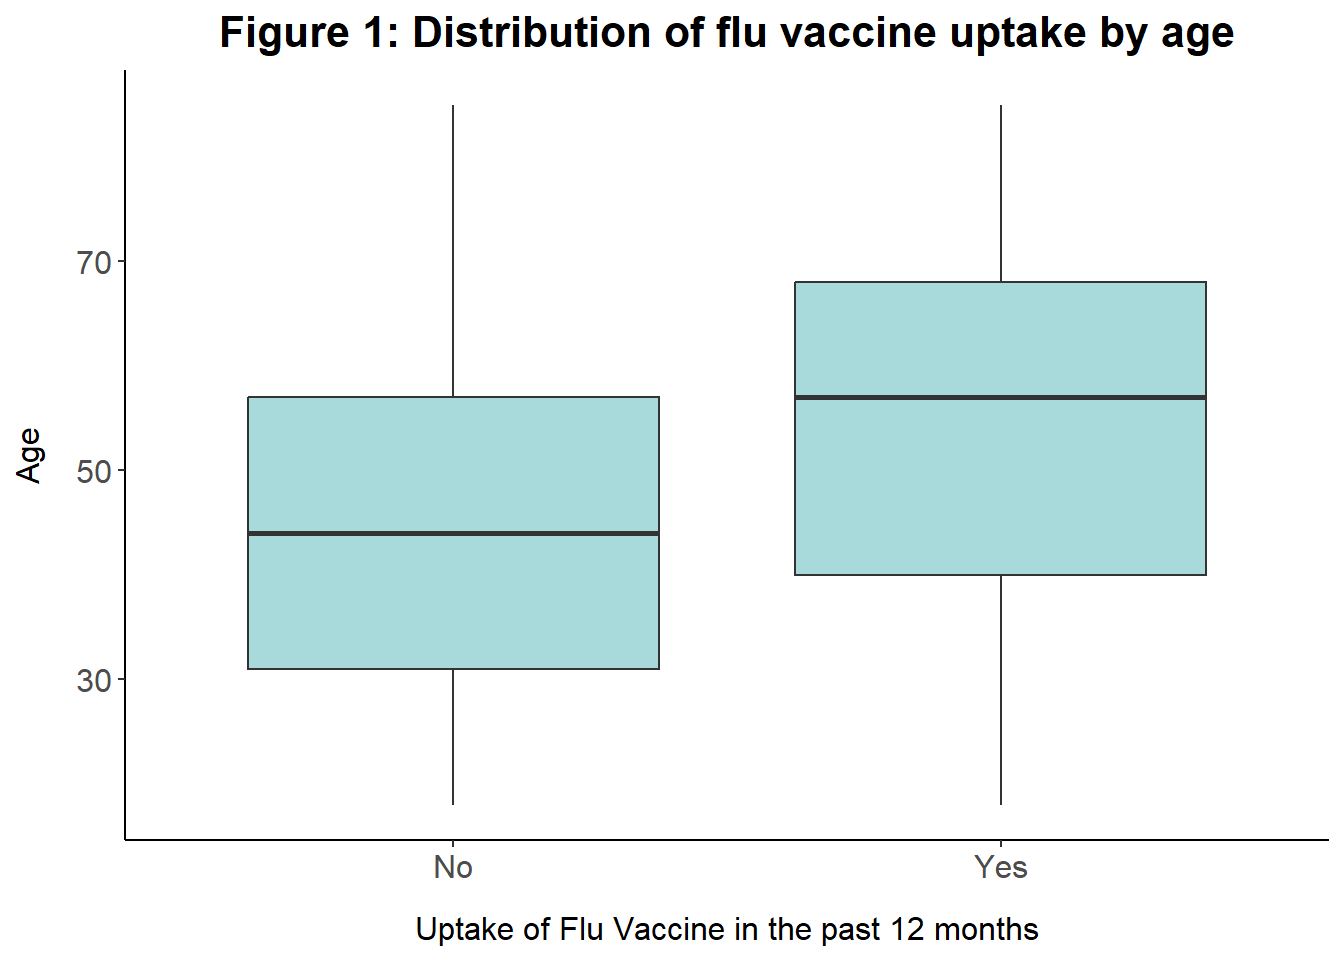 Figure 1: Distribution of flu vaccine uptake by age
Age
70
50
30
No Yes
Uptake of Flu Vaccine in the past 12 months